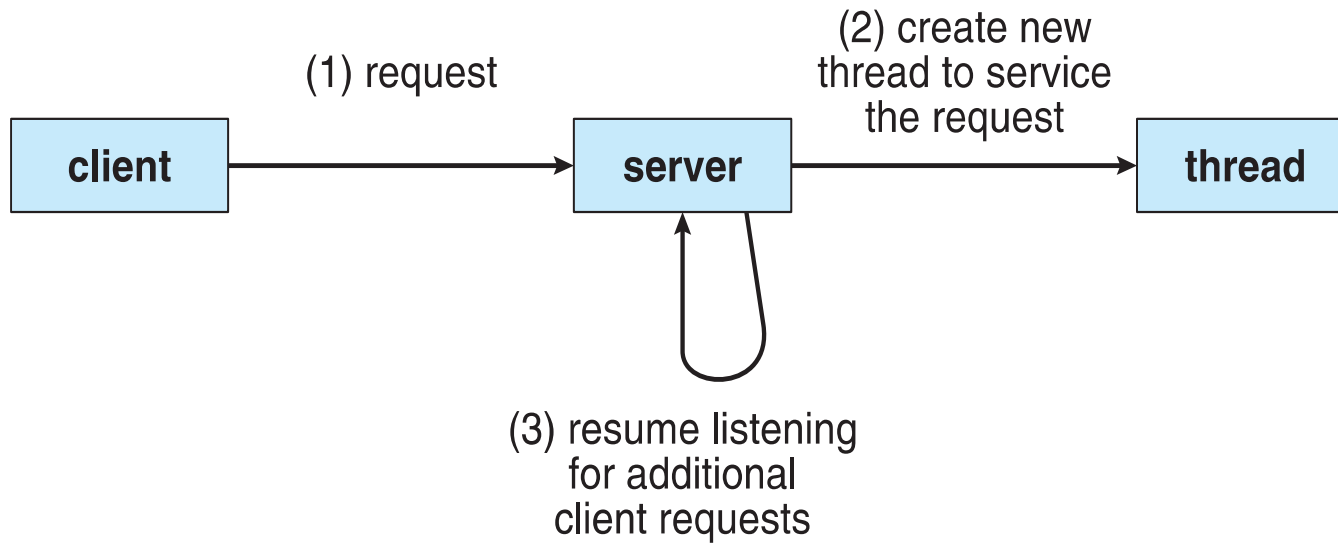 (1) request
(2) create new
thread to service
the request
client
server
thread
(3) resume listening
for additional
client requests